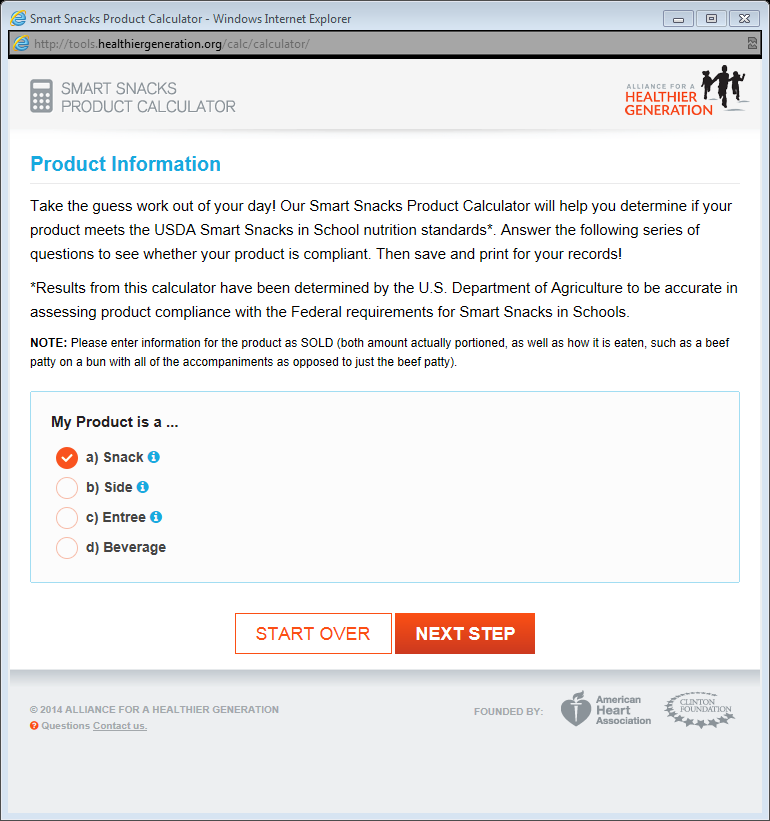 Smart Snacks Product Calculator - Windows Internet Explorer
http://tools.healthiergeneration.org/calc/calculator/
SMART SNACKS
PRODUCT CALCULATOR
ALLIANCE FOR A
HEALTHIER
GENERATION
Product Information
Take the guess work out of your day! Our Smart Snacks Product Calculator will help you determine if your
product meets the USDA Smart Snacks in School nutrition standards*. Answer the following series of
questions to see whether your product is compliant. Then save and print for your records!
*Results from this calculator have been determined by the U.S. Department of Agriculture to be accurate in
assessing product compliance with the Federal requirements for Smart Snacks in Schools.
NOTE: Please enter information for the product as SOLD (both amount actually portioned, as well as how it is eaten, such as a beef
patty on a bun with all of the accompaniments as opposed to just the beef patty).
My Product is a ...
a) Snack
b) Side
c) Entree
d) Beverage
START OVER
NEXT STEP
© 2014 ALLIANCE FOR A HEALTHIER GENERATION
Questions Contact us.
FOUNDED BY:
American
Heart
Association
CLINTON
FOUNDATION